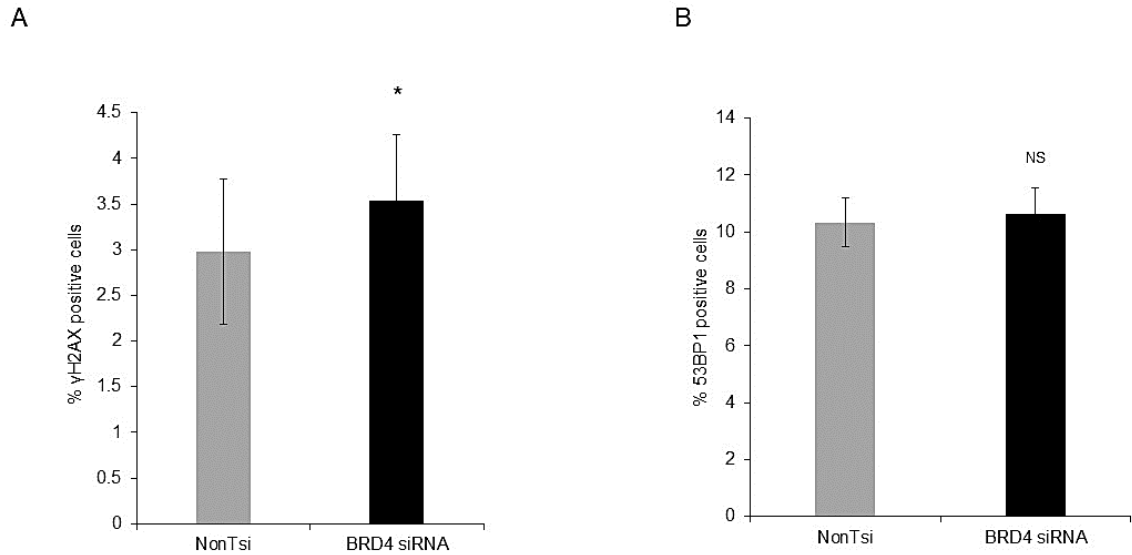 A
*
4.5
4
3.5
3
2.5
2
1.5
1
0.5
0
% γH2AX positive cells
NonTsi
BRD4 siRNA
B
NS
14
12
10
8
6
4
2
0
% 53BP1 positive cells
NonTsi
BRD4 siRNA